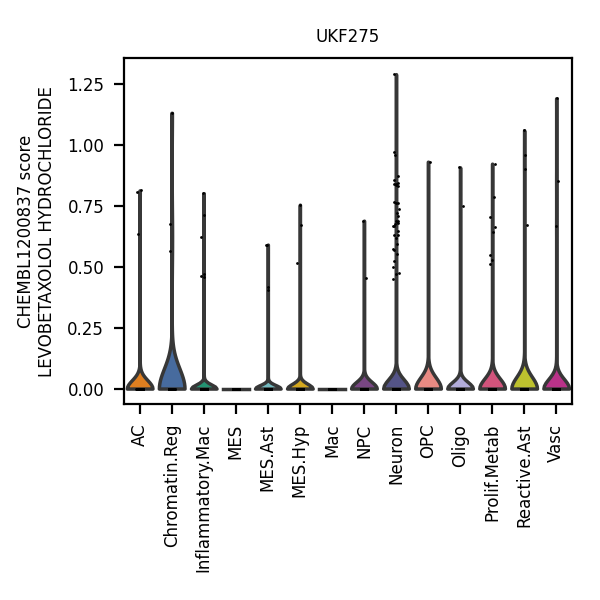 UKF275
CHEMBL1200837 score
LEVOBETAXOLOL HYDROCHLORIDE
1.25
1.00
0.75
0.50
0.25
0.00
AC
Chromatin.Reg
Inflammatory.Mac
MES
MES.Ast
MES.Hyp
Mac
NPC
Neuron
OPC
Oligo
Prolif.Metab
Reactive.Ast
Vasc